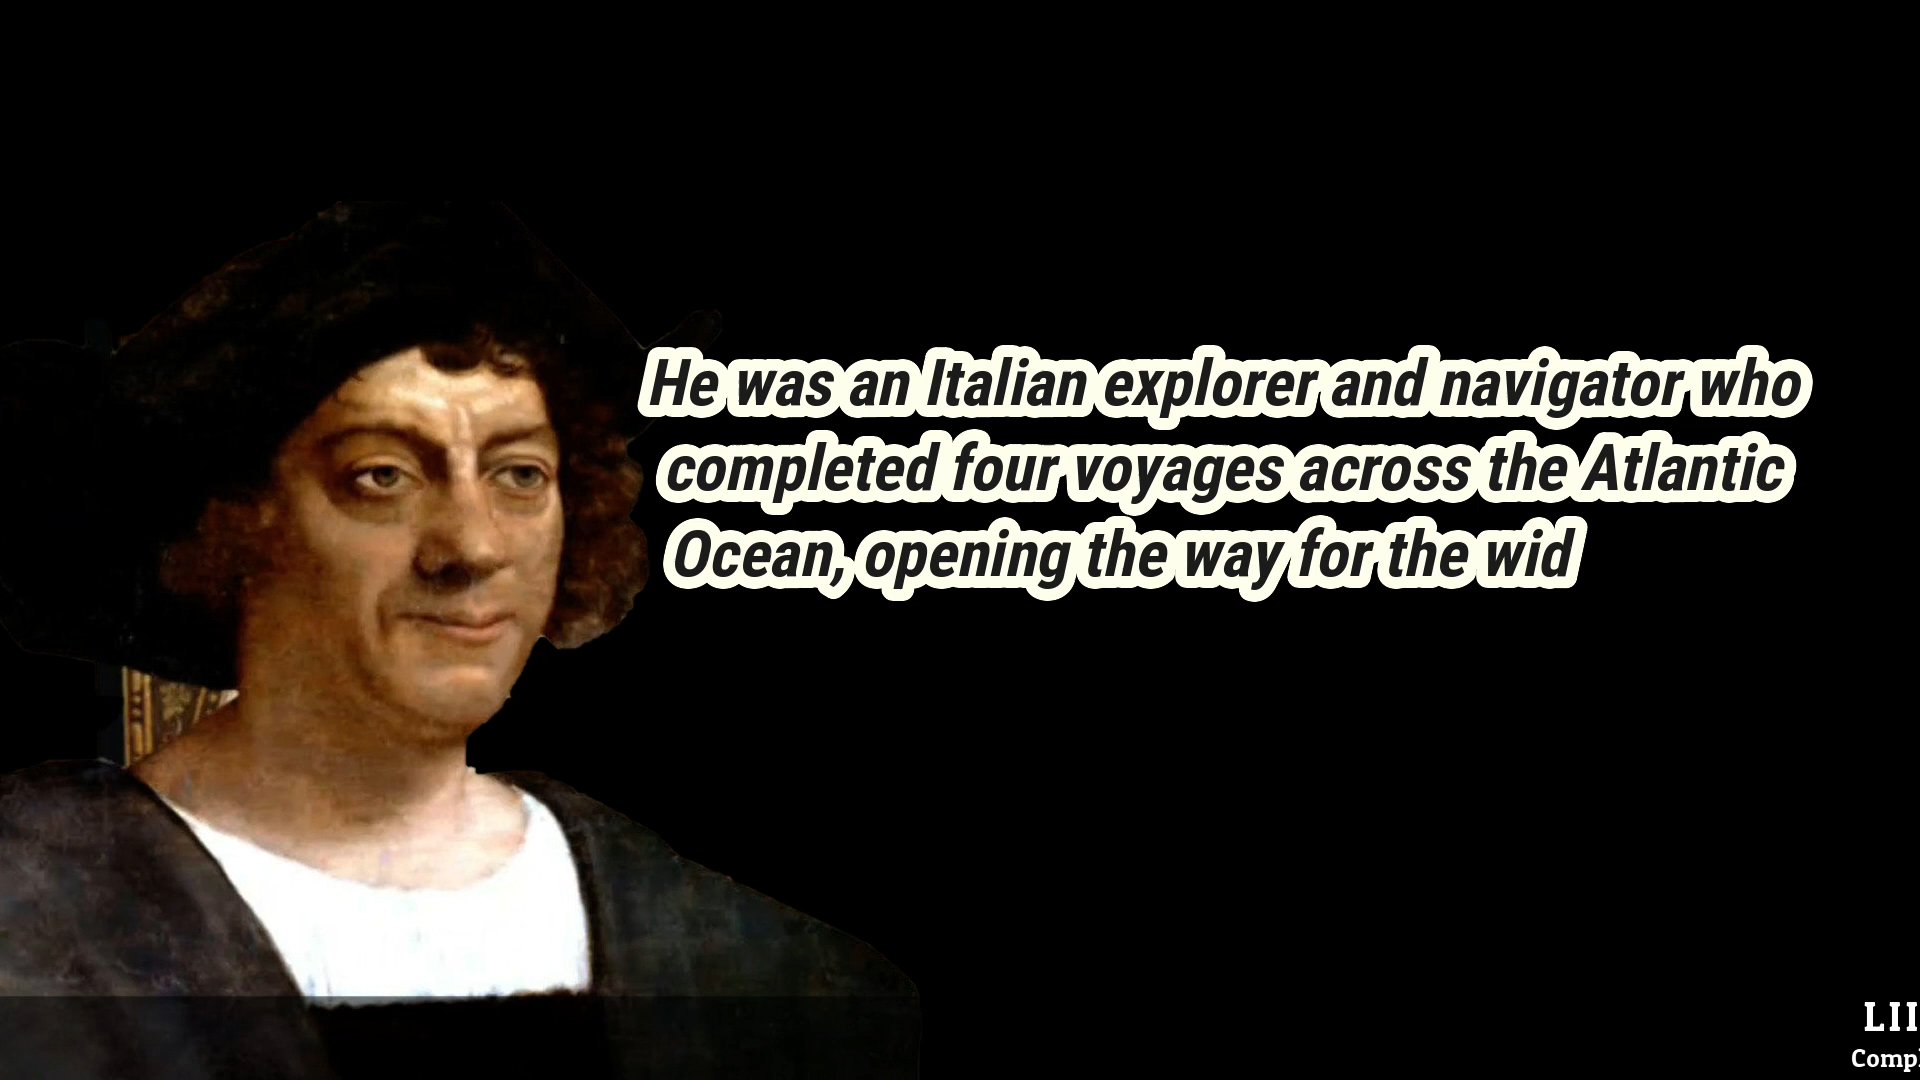 He was an Italian explorer and navigator who
completed four voyages across the Atlantic
Ocean, opening the way for the wid
LII
Compl